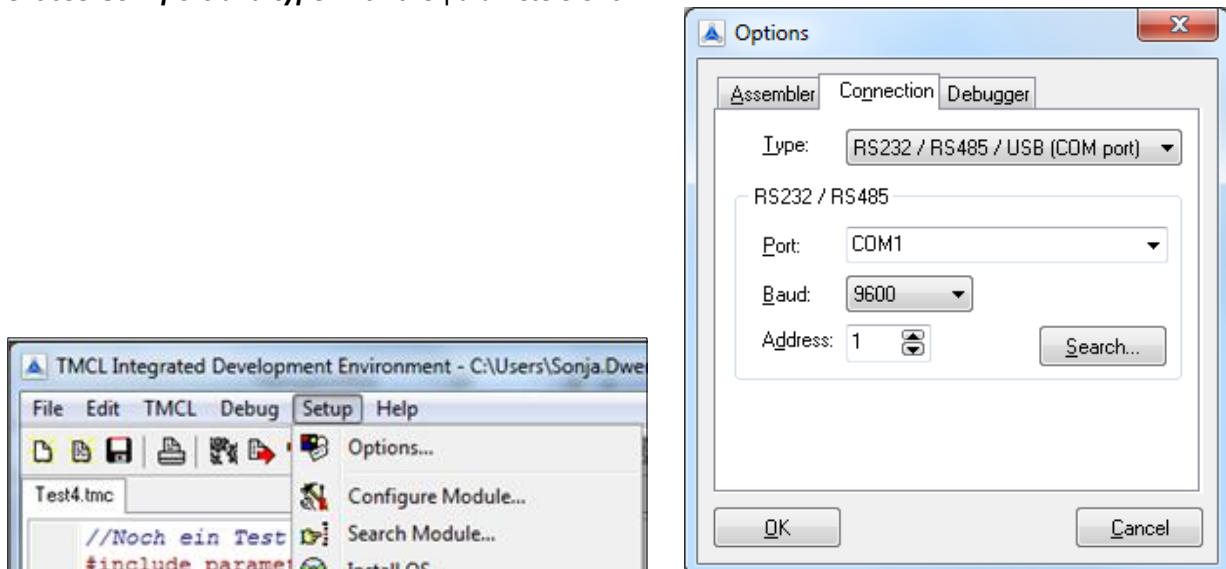 Options
Assembler Connection Debugger
Type: RS232 / RS485 / USB (COM port)
RS232 / RS485
Port: COM1
Baud: 9600
Address: 1
Search...
OK Cancel
TMCL Integrated Development Environment - C:\Users\Sonja.Dwe
File Edit TMCL Debug Setup Help
Options...
Test4.tmc
Configure Module...
//Noch ein Test
Search Module...
#include